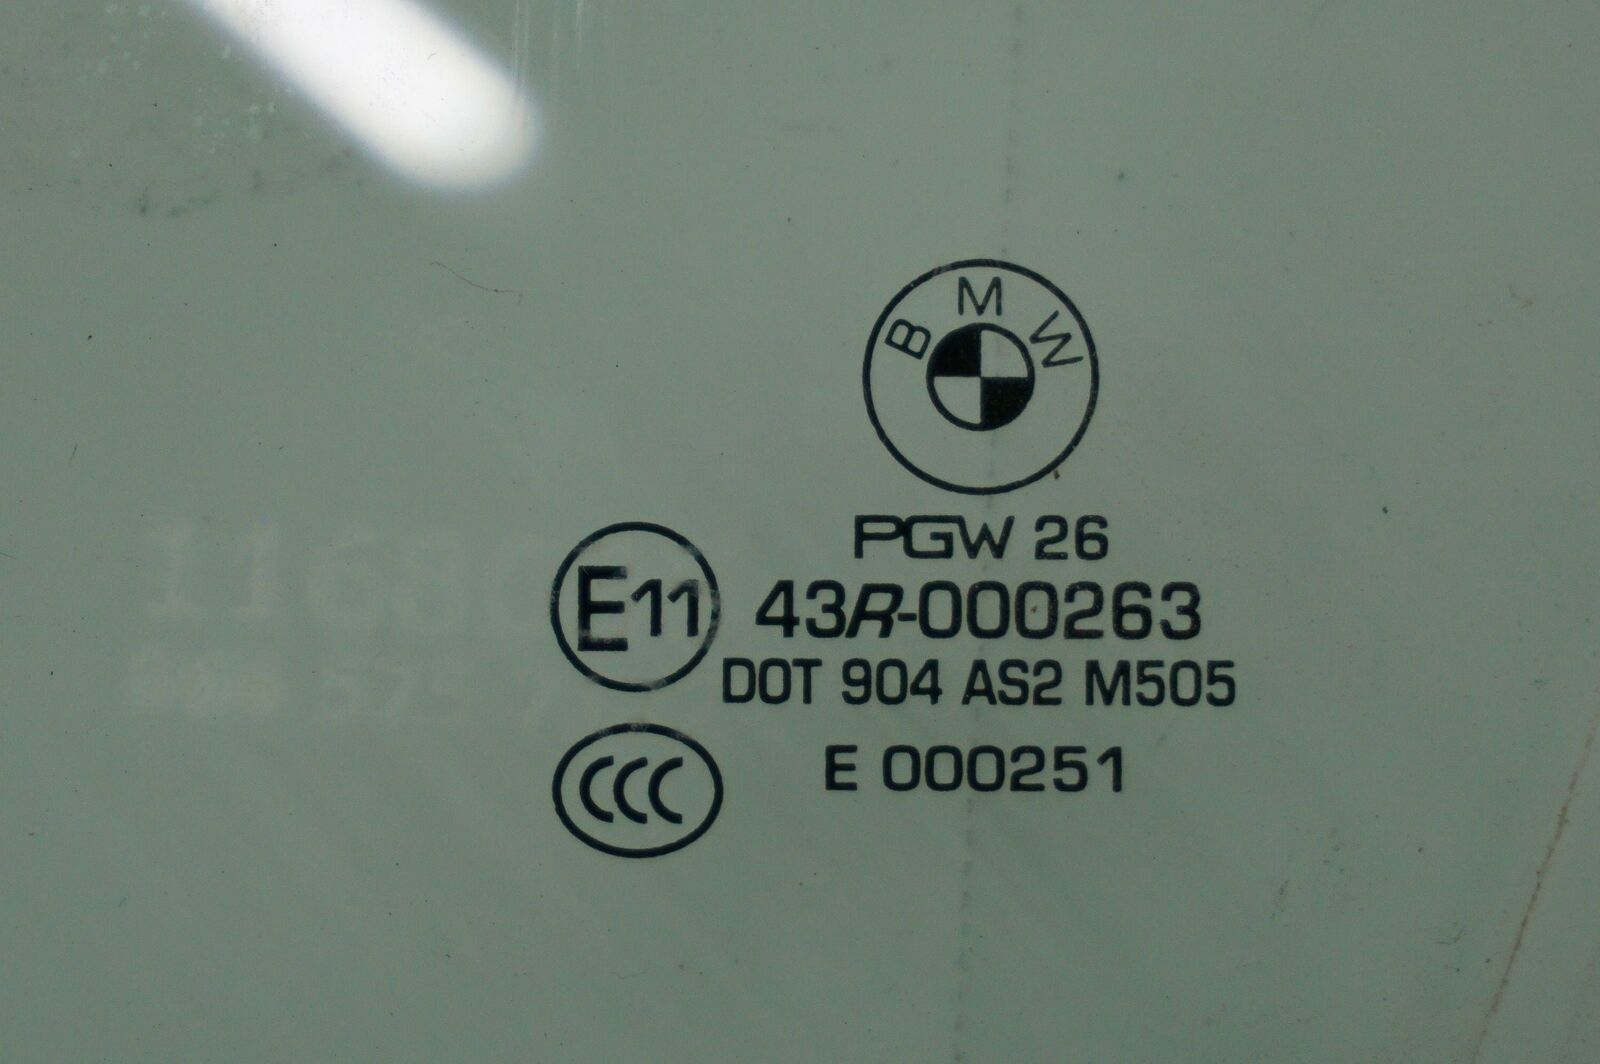 BMW
PGW 26
E11 43R-000263
DOT 904 AS2 M505
CCC E 000251